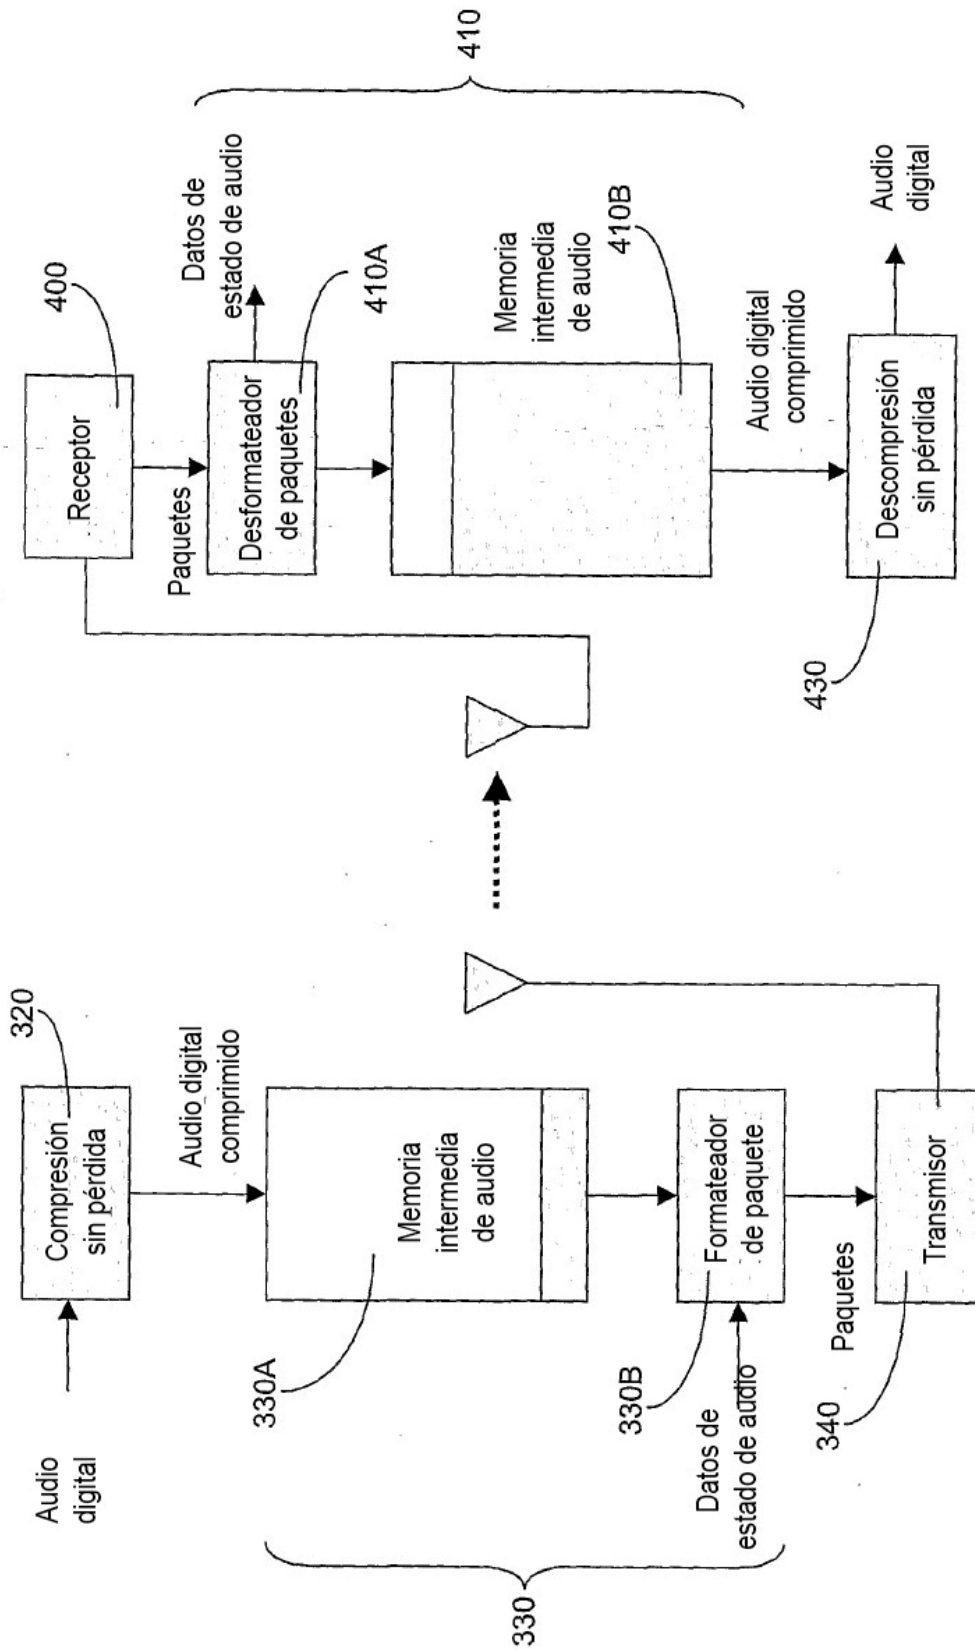 Audio
digital
320
Compresión
sin pérdida
Audio digital
comprimido
330A
Memoria
intermedia
de audio
330
330B
Formateador
de paquete
Datos de
estado de audio
Paquetes
340
Transmisor
400
Receptor
Paquetes
Datos de
estado de audio
Desformateador
de paquetes
410A
410
Memoria
intermedia
de audio
410B
Audio digital
comprimido
430
Descompresión
sin pérdida
Audio
digital